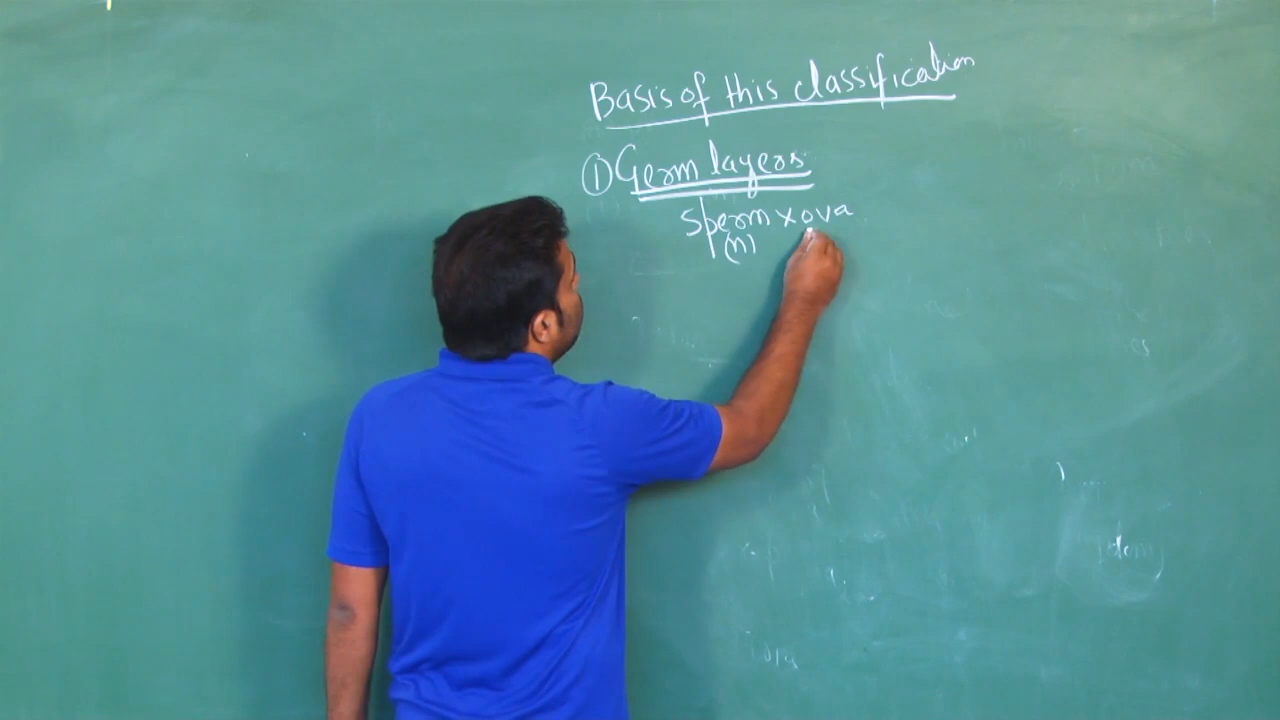 Basis of this classification
① Germ layers
Sperm x ova
(n)